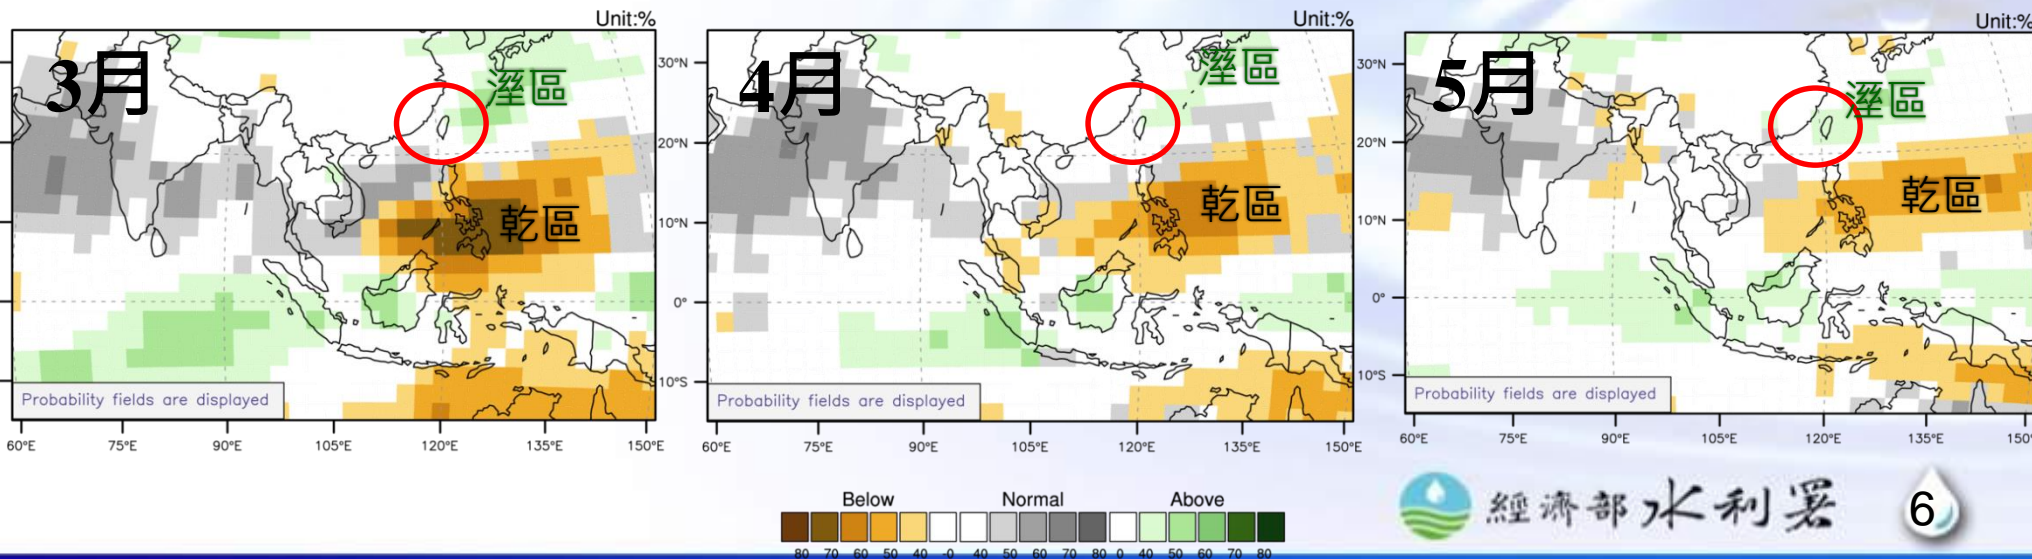 Unit:%
3月
溼區
乾區
Probability fields are displayed
60°E 75°E 90°E 105°E 120°E 135°E 150°E
Unit:%
30°N
20°N
10°N
0°
10°S
4月
溼區
乾區
Probability fields are displayed
60°E 75°E 90°E 105°E 120°E 135°E 150°E
Unit:%
30°N
20°N
10°N
0°
10°S
5月
溼區
乾區
Probability fields are displayed
60°E 75°E 90°E 105°E 120°E 135°E 150°
Below Normal Above
80 70 60 50 40 -0 40 50 60 70 80 0 40 50 60 70 80
經濟部水利署
6